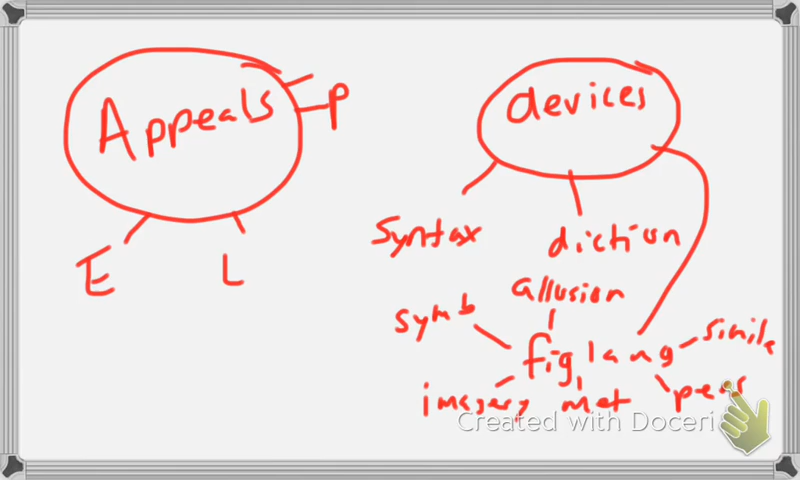 Appeals
P
E
L
devices
syntax
diction
allusion
symb
fig lang
simile
imagery
met
pers
Created with Doceri